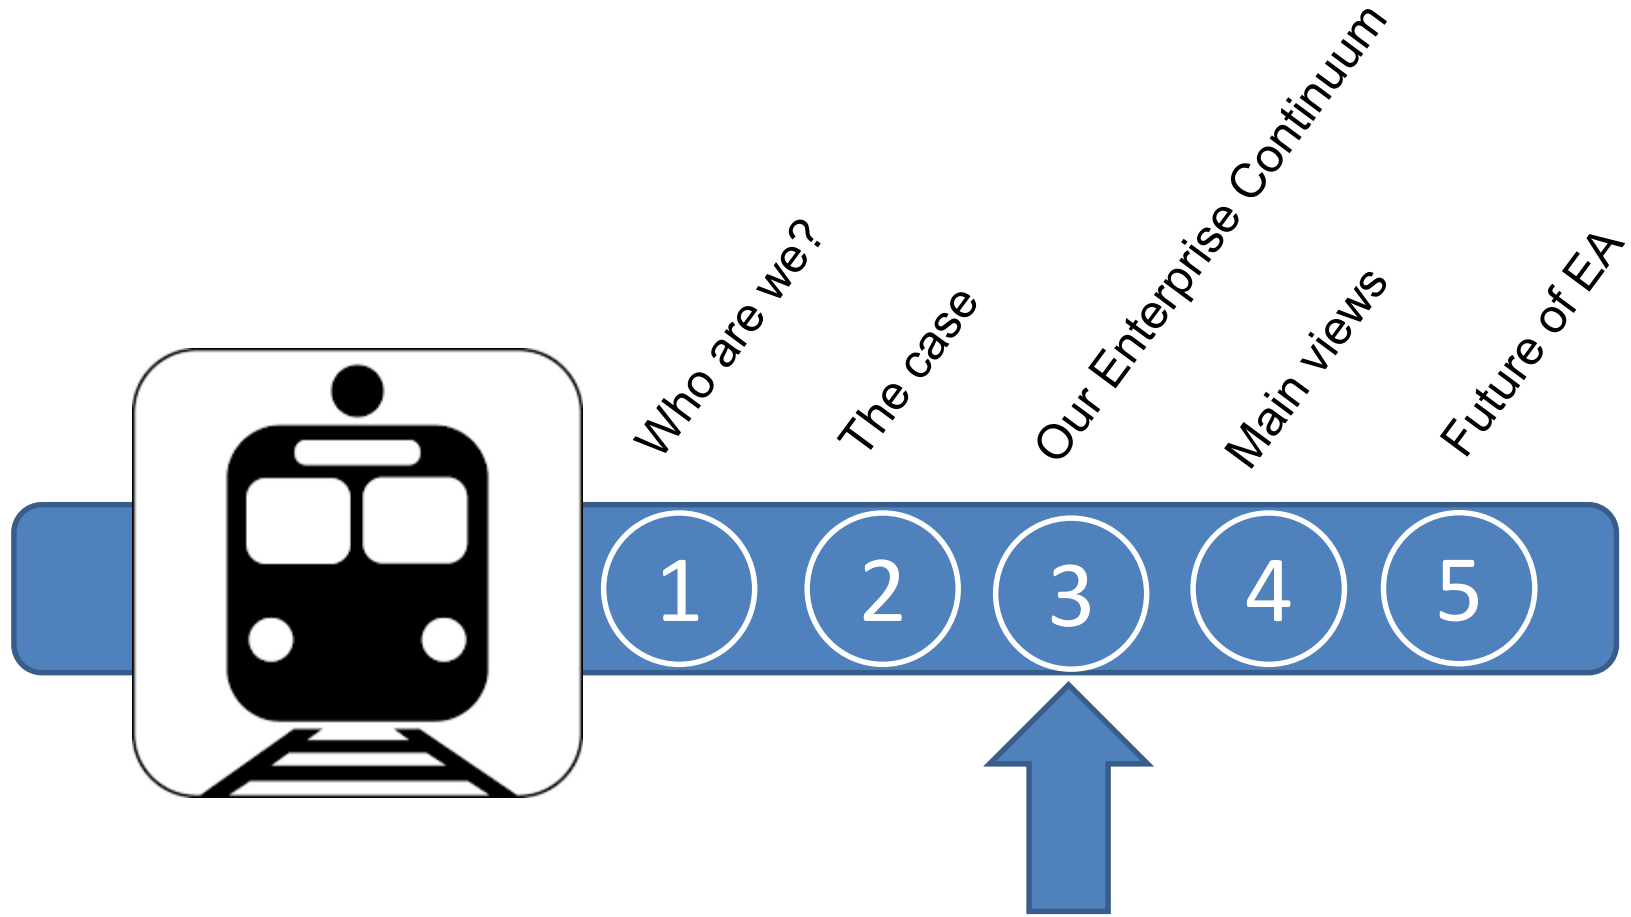 Who are we?
The case
Our Enterprise Continuum
Main views
Future of EA
1
2
3
4
5